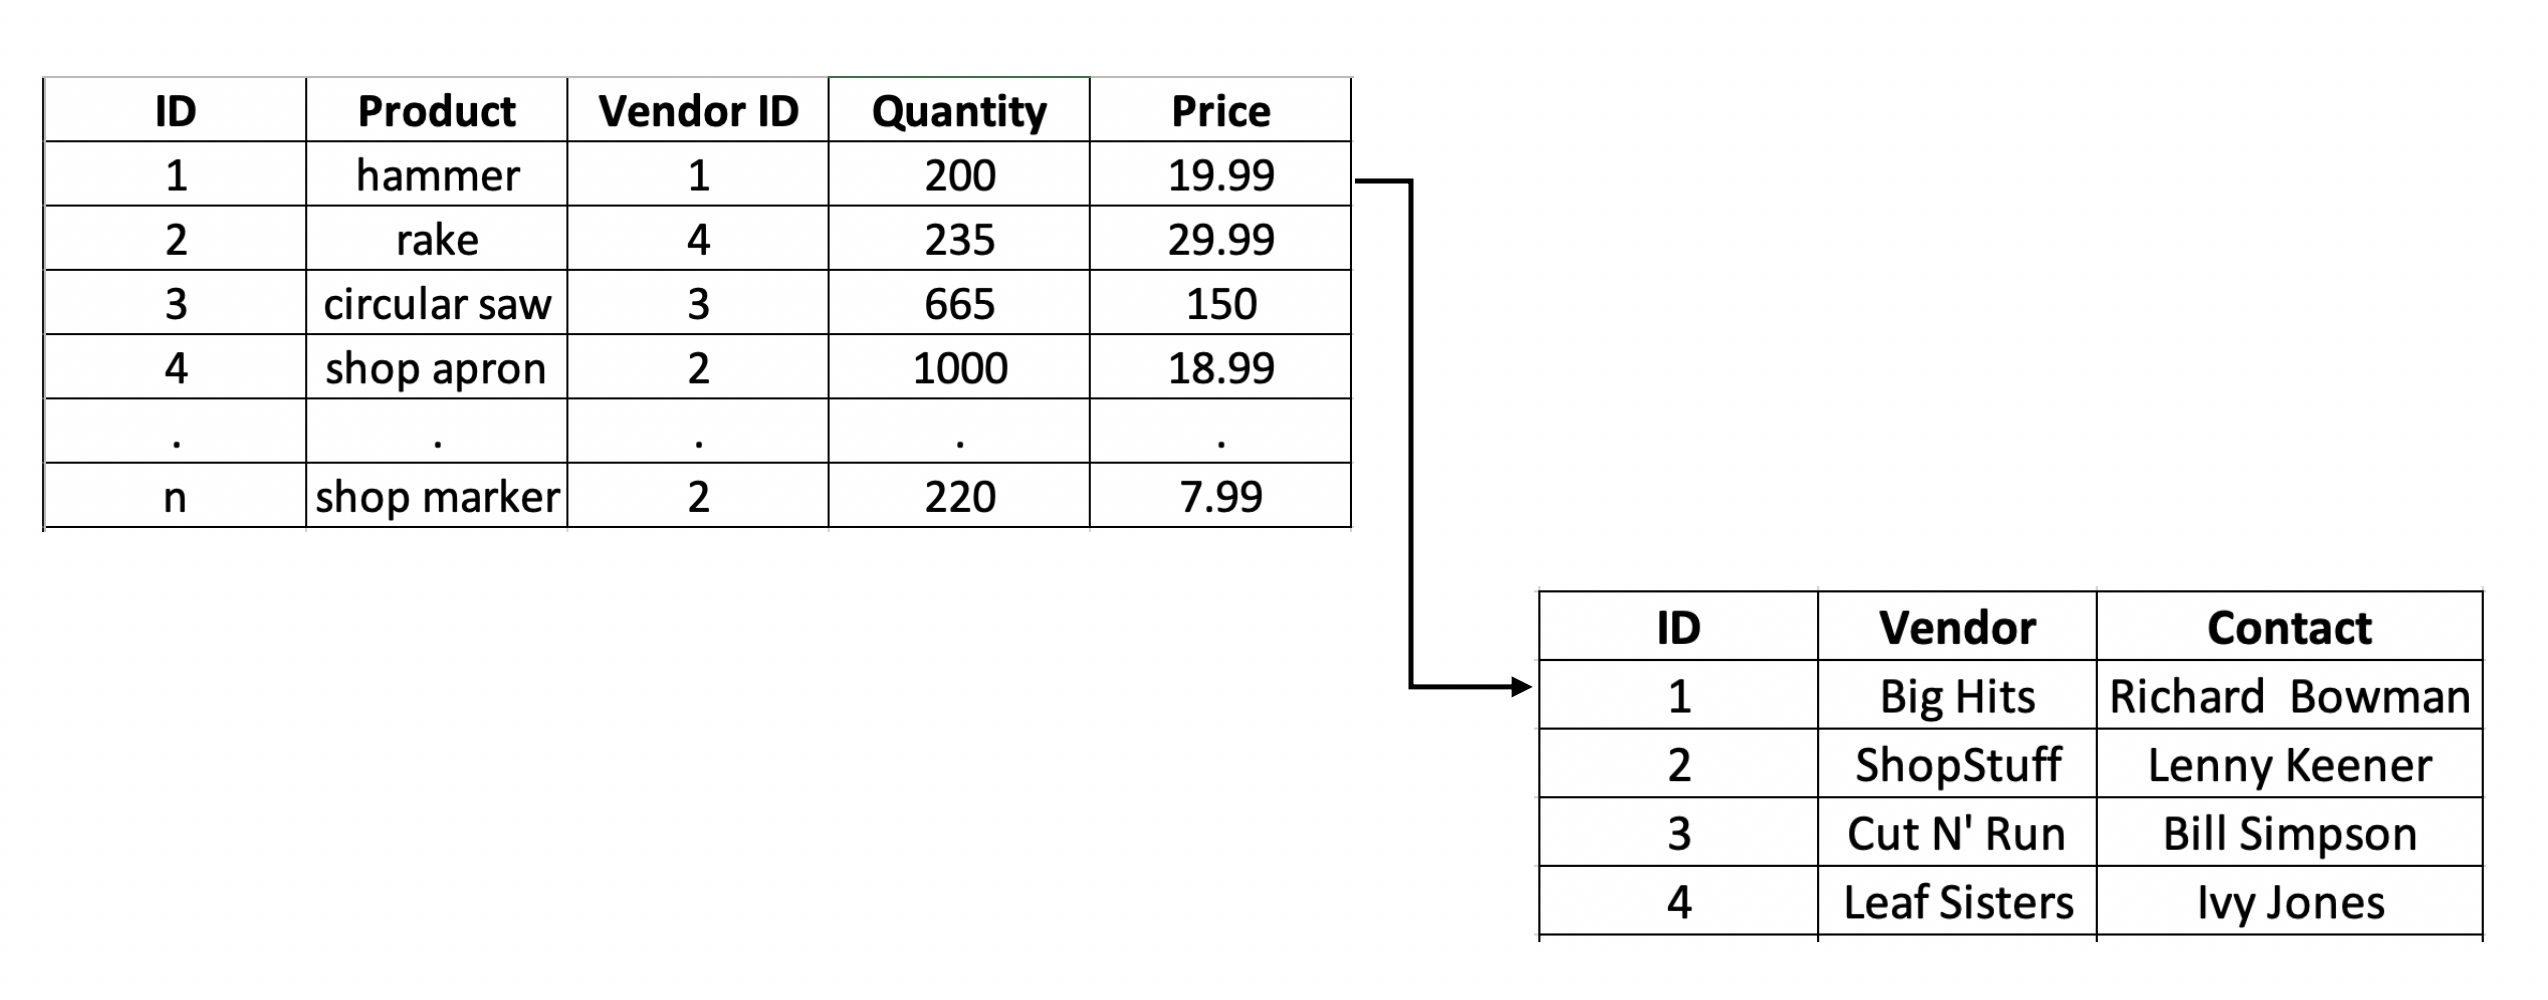 ID Product Vendor ID Quantity Price
1 hammer 1 200 19.99
2 rake 4 235 29.99
3 circular saw 3 665 150
4 shop apron 2 1000 18.99
. . . . .
n shop marker 2 220 7.99
ID Vendor Contact
1 Big Hits Richard  Bowman
2 ShopStuff Lenny Keener
3 Cut N' Run Bill Simpson
4 Leaf Sisters Ivy Jones